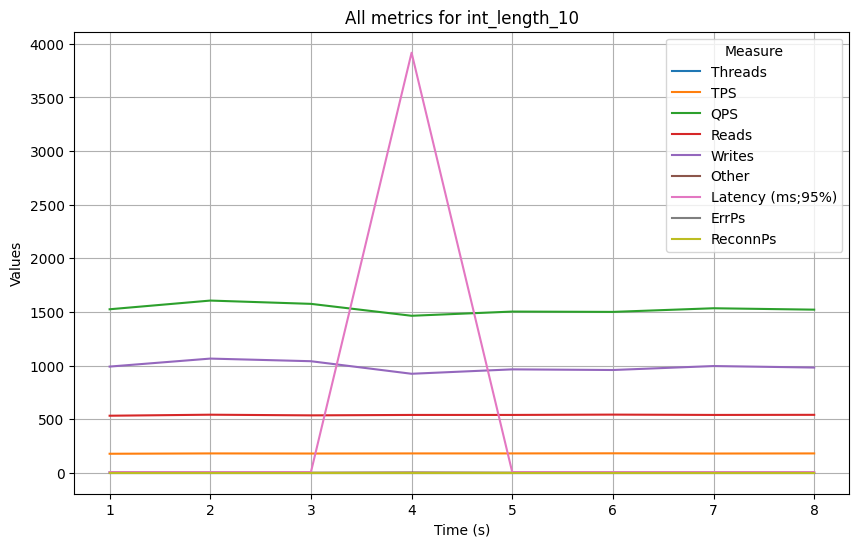 All metrics for int_length_10
Measure
Threads
TPS
QPS
Reads
Writes
Other
Latency (ms;95%)
ErrPs
ReconnPs
Values
4000
3500
3000
2500
2000
1500
1000
500
0
1 2 3 4 5 6 7 8
Time (s)